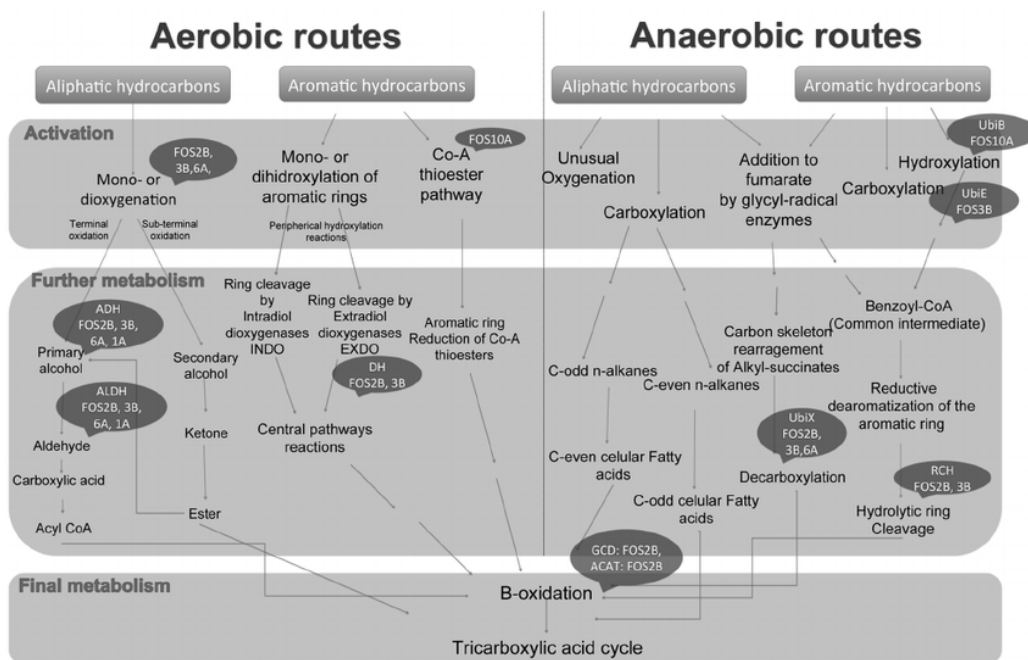 Aerobic routes
Anaerobic routes
Aliphatic hydrocarbons
Aromatic hydrocarbons
Aliphatic hydrocarbons
Aromatic hydrocarbons
Activation
FOS2B,
3B,6A,
Mono- or
dioxygenation
Terminal
oxidation
Sub-terminal
oxidation
Mono- or
dihidroxylation of
aromatic rings
Peripherical hydroxylation
reactions
FOS10A
Co-A
thioester
pathway
Unusual
Oxygenation
Carboxylation
Addition to
fumarate
by glycyl-radical
enzymes
Carboxylation
UbiB
FOS10A
Hydroxylation
UbiE
FOS3B
Further metabolism
ADH
FOS2B, 3B,
6A, 1A
Primary
alcohol
ALDH
FOS2B, 3B,
6A, 1A
Aldehyde
Carboxylic acid
Acyl CoA
Secondary
alcohol
Ketone
Ester
Ring cleavage
by
Intradiol
dioxygenases
INDO
Ring cleavage by
Extradiol
dioxygenases
EXDO
DH
FOS2B, 3B
Central pathways
reactions
Aromatic ring
Reduction of Co-A
thioesters
C-odd n-alkanes
C-even n-alkanes
C-even celular Fatty
acids
C-odd celular Fatty
acids
Carbon skeleton
rearragement
of Alkyl-succinates
UbiX
FOS2B,
3B,6A
Decarboxylation
Benzoyl-CoA
(Common intermediate)
Reductive
dearomatization of the
aromatic ring
RCH
FOS2B, 3B
Hydrolytic ring
Cleavage
GCD: FOS2B,
ACAT: FOS2B
Final metabolism
B-oxidation
Tricarboxylic acid cycle